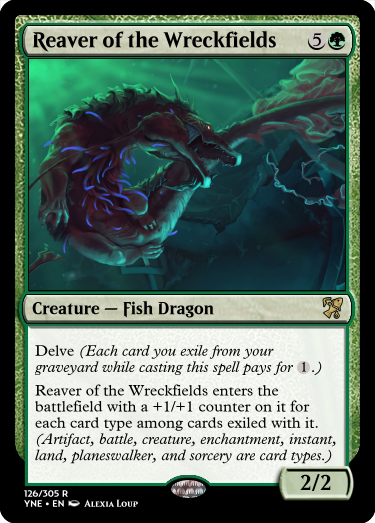 Reaver of the Wreckfields 5
Creature — Fish Dragon
Delve (Each card you exile from your
graveyard while casting this spell pays for 1.)
Reaver of the Wreckfields enters the
battlefield with a +1/+1 counter on it for
each card type among cards exiled with it.
(Artifact, battle, creature, enchantment, instant,
land, planeswalker, and sorcery are card types.)
2/2
126/305 R
YNE • EN Alexia Loup